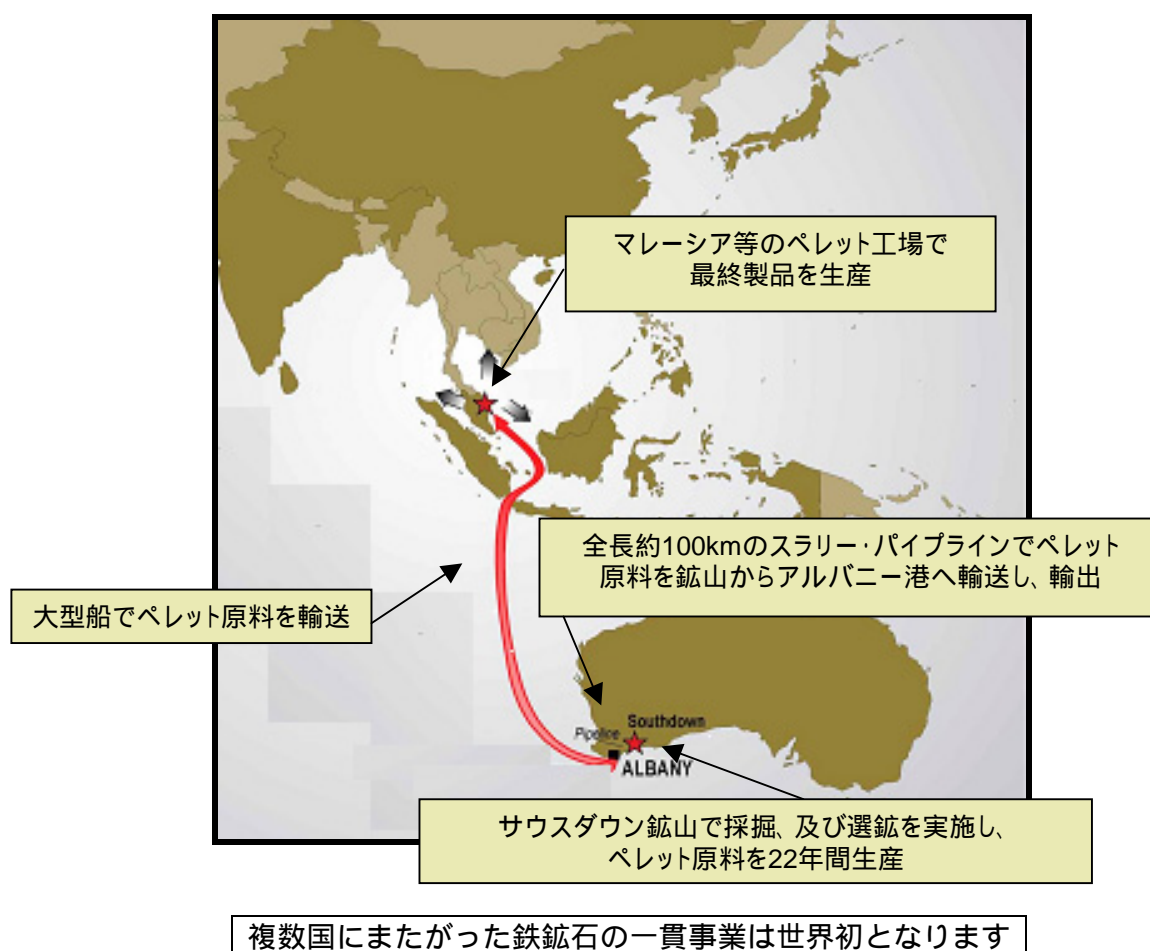 マレーシア等のペレット工場で
最終製品を生産
全長約100kmのスラリー・パイプラインでペレット
原料を鉱山からアルバニー港へ輸送し、輸出
大型船でペレット原料を輸送
Southdown
Pipeline
ALBANY
サウスダウン鉱山で採掘、及び選鉱を実施し、
ペレット原料を22年間生産
複数国にまたがった鉄鉱石の一貫事業は世界初となります